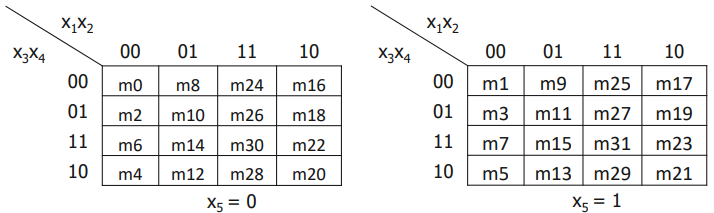 x₁x₂
x₃x₄ 00 01 11 10
00 m0 m8 m24 m16
01 m2 m10 m26 m18
11 m6 m14 m30 m22
10 m4 m12 m28 m20
x₅ = 0
x₁x₂
x₃x₄ 00 01 11 10
00 m1 m9 m25 m17
01 m3 m11 m27 m19
11 m7 m15 m31 m23
10 m5 m13 m29 m21
x₅ = 1